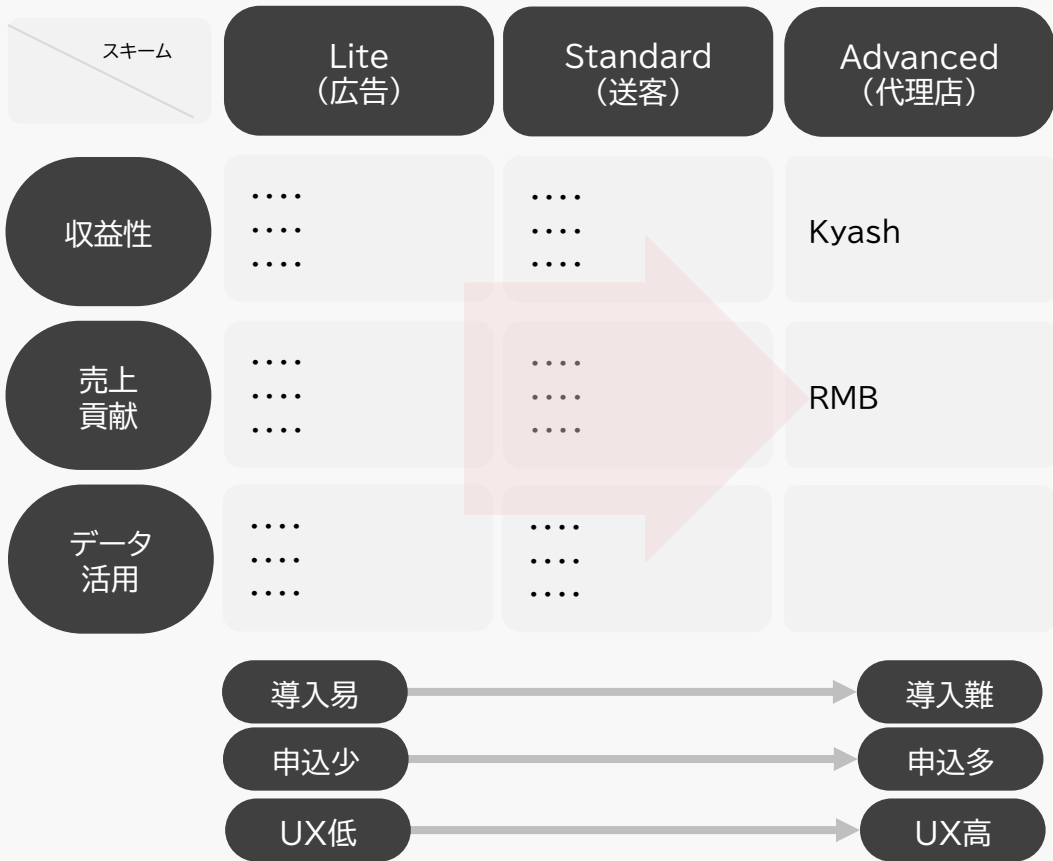 スキーム
Lite
（広告）
Standard
（送客）
Advanced
（代理店）
収益性
‥‥
‥‥
‥‥
‥‥
‥‥
‥‥
Kyash
売上
貢献
‥‥
‥‥
‥‥
‥‥
‥‥
‥‥
RMB
データ
活用
‥‥
‥‥
‥‥
‥‥
‥‥
‥‥
導入易
導入難
申込少
申込多
UX低
UX高